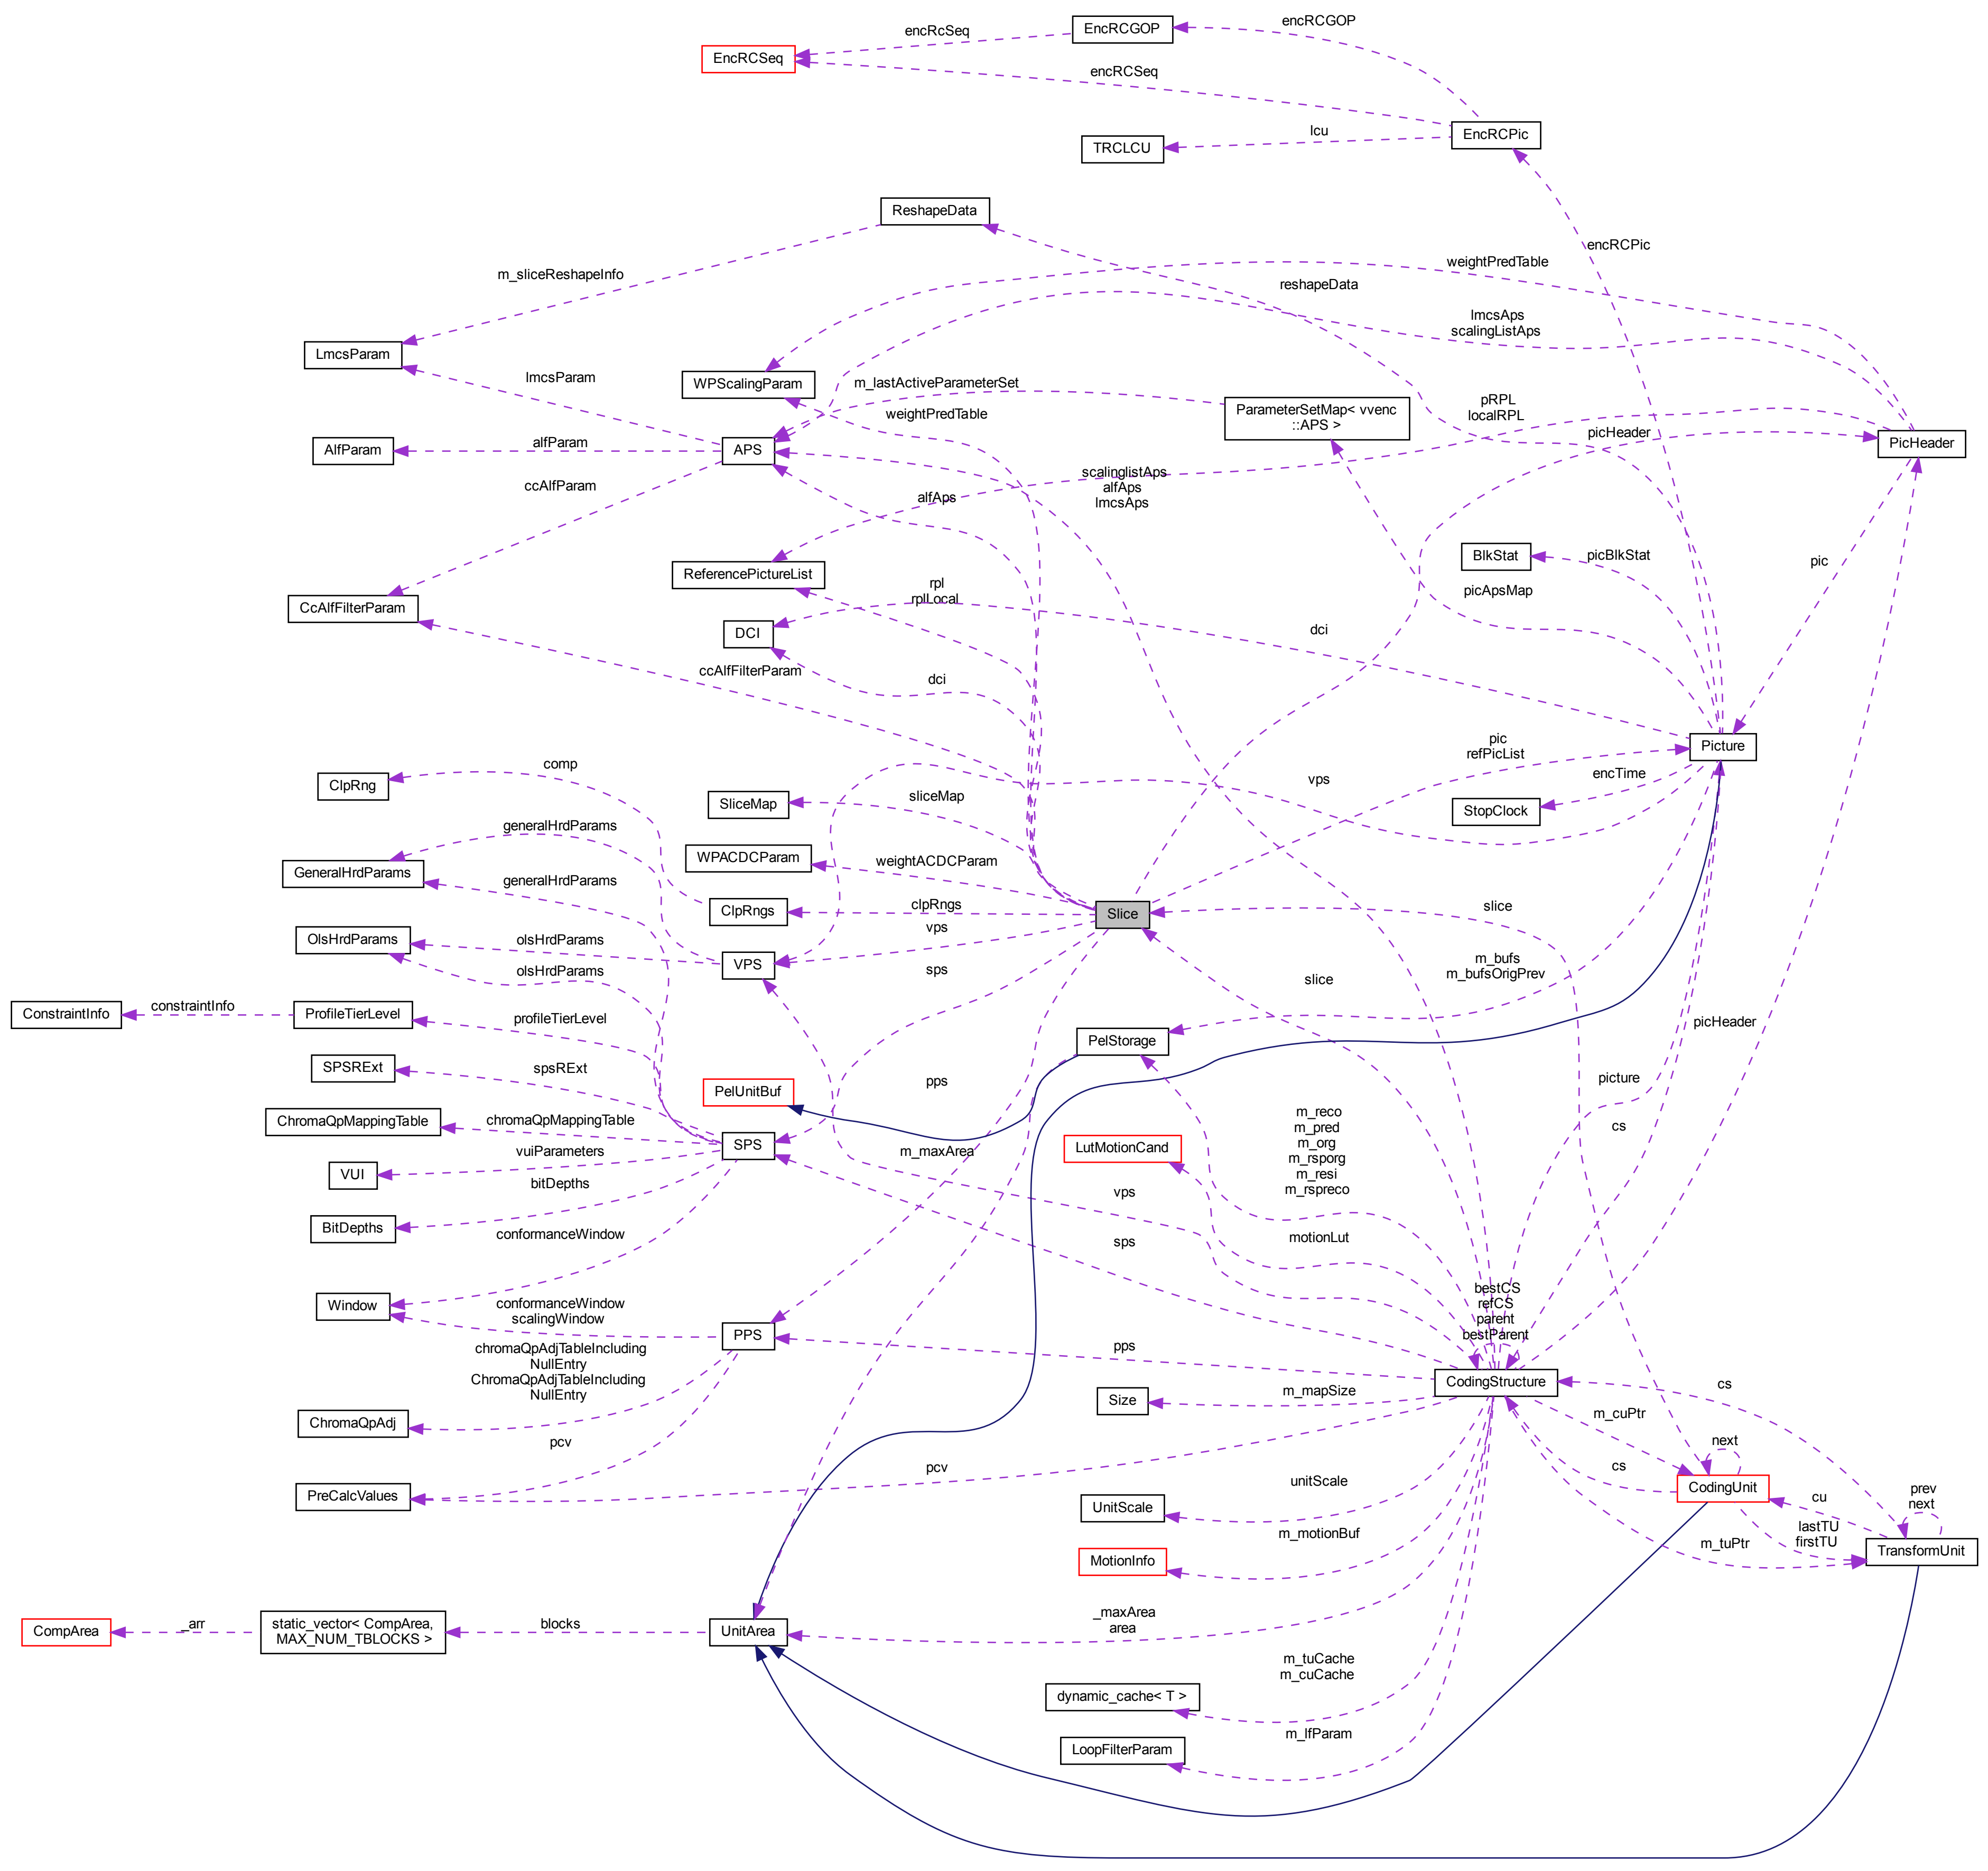 encRCGOP
encRcSeq
EncRCGOP
EncRCSeq
encRCSeq
EncRCPic
lcu
TRCLCU
ReshapeData
encRCPic
weightPredTable
m_sliceReshapeInfo
reshapeData
lmcsAps
scalingListAps
LmcsParam
lmcsParam
WPScalingParam
m_lastActiveParameterSet
pRPL
localRPL
weightPredTable
ParameterSetMap< vvenc
::APS >
picHeader
PicHeader
AlfParam
alfParam
APS
ccAlfParam
alfAps
scalinglistAps
alfAps
lmcsAps
BlkStat
picBlkStat
pic
ReferencePictureList
rpl
rplLocal
picApsMap
CcAlfFilterParam
DCI
dci
ccAlfFilterParam
dci
pic
refPicList
Picture
comp
ClpRng
vps
encTime
SliceMap
sliceMap
StopClock
generalHrdParams
WPACDCParam
weightACDCParam
GeneralHrdParams
generalHrdParams
ClpRngs
clpRngs
Slice
slice
vps
OlsHrdParams
olsHrdParams
VPS
olsHrdParams
sps
slice
m_bufs
m_bufsOrigPrev
ConstraintInfo
constraintInfo
ProfileTierLevel
profileTierLevel
PelStorage
picHeader
SPSRExt
spsRExt
PelUnitBuf
pps
picture
ChromaQpMappingTable
chromaQpMappingTable
m_reco
m_pred
m_org
m_rsporg
m_resi
m_rspreco
cs
SPS
m_maxArea
LutMotionCand
VUI
vuiParameters
bitDepths
vps
BitDepths
conformanceWindow
sps
motionLut
Window
conformanceWindow
scalingWindow
PPS
bestCS
refCS
parent
bestParent
chromaQpAdjTableIncluding
NullEntry
ChromaQpAdjTableIncluding
NullEntry
pps
CodingStructure
cs
ChromaQpAdj
Size
m_mapSize
m_cuPtr
pcv
next
pcv
cs
PreCalcValues
unitScale
CodingUnit
prev
next
UnitScale
cu
m_motionBuf
lastTU
firstTU
m_tuPtr
TransformUnit
MotionInfo
_maxArea
area
CompArea
_arr
static_vector< CompArea,
MAX_NUM_TBLOCKS >
blocks
UnitArea
m_tuCache
m_cuCache
dynamic_cache< T >
m_lfParam
LoopFilterParam